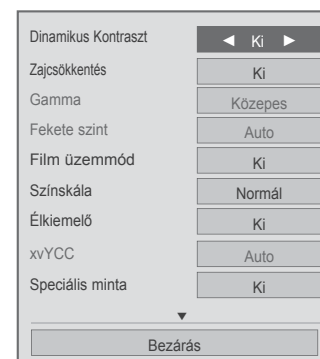 Dinamikus Kontraszt ◄ Ki ►
Zajcsökkentés Ki
Gamma Közepes
Fekete szint Auto
Film üzemmód Ki
Színskála Normál
Élkiemelő Ki
xvYCC Auto
Speciális minta Ki
▼
Bezárás